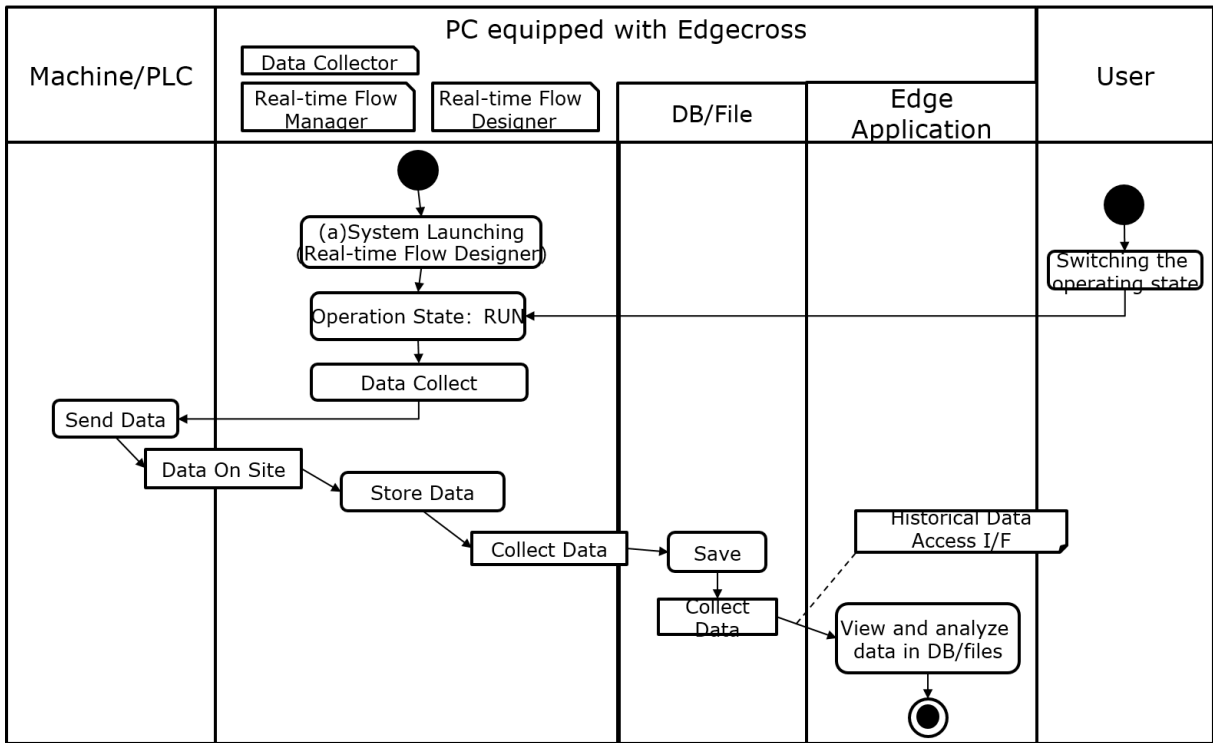 PC equipped with Edgecross
Machine/PLC
Data Collector
User
Real-time Flow
Manager
Real-time Flow
Designer
DB/File
Edge
Application
(a)System Launching
(Real-time Flow Designer)
Switching the
operating state
Operation State: RUN
Data Collect
Send Data
Data On Site
Store Data
Historical Data
Access I/F
Collect Data
Save
Collect
Data
View and analyze
data in DB/files